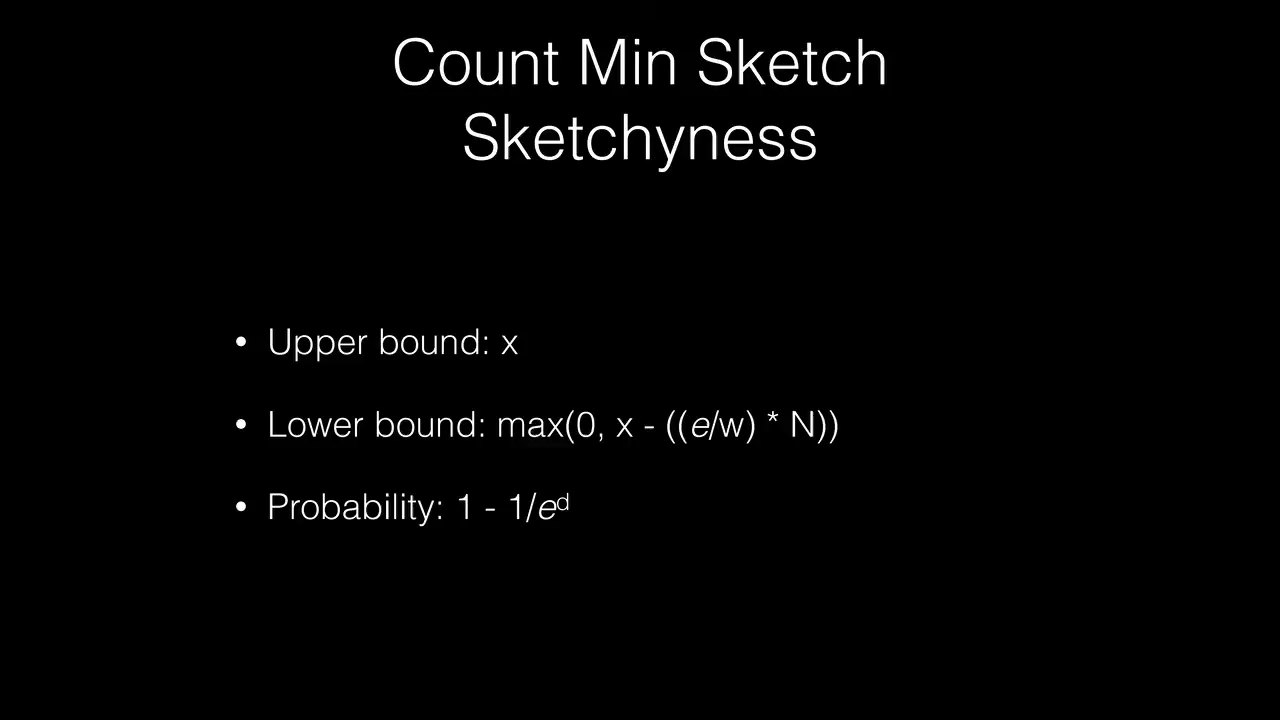 Count Min Sketch
Sketchyness
• Upper bound: x
• Lower bound: max(0, x - ((e/w) * N))
• Probability: 1 - 1/eᵈ